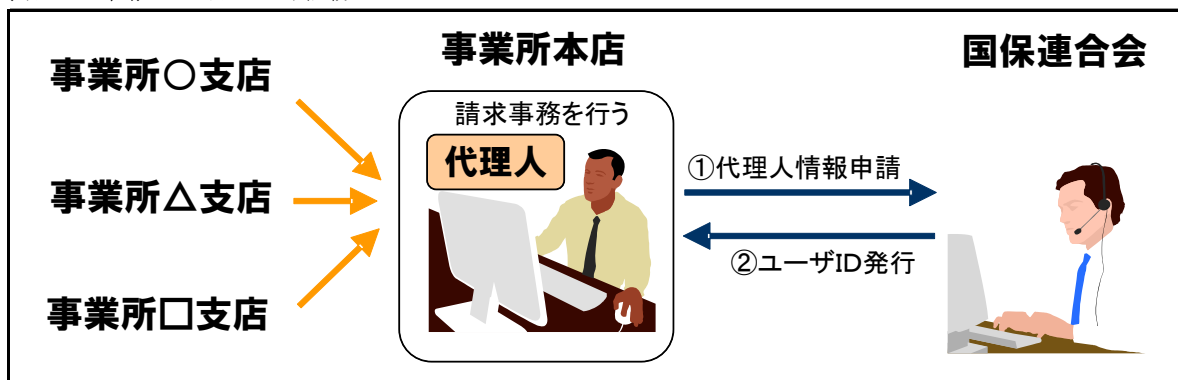 事業所○支店
事業所△支店
事業所□支店
事業所本店
請求事務を行う
代理人
①代理人情報申請
②ユーザID発行
国保連合会